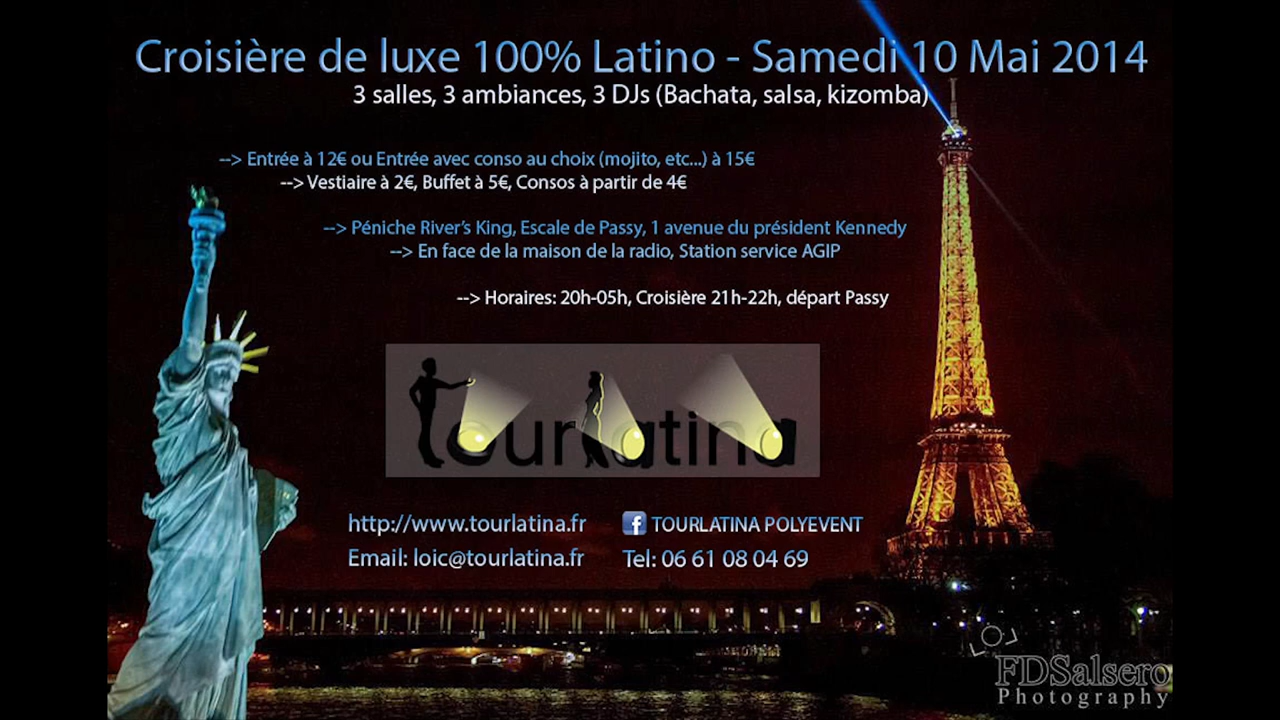 Croisière de luxe 100% Latino - Samedi 10 Mai 2014
3 salles, 3 ambiances, 3 DJs (Bachata, salsa, kizomba)
--> Entrée à 12€ ou Entrée avec conso au choix (mojito, etc...) à 15€
--> Vestiaire à 2€, Buffet à 5€, Consos à partir de 4€
--> Péniche River's King, Escale de Passy, 1 avenue du président Kennedy
--> En face de la maison de la radio, Station service AGIP
--> Horaires: 20h-05h, Croisière 21h-22h, départ Passy
tourlatina
http://www.tourlatina.fr
f TOURLATINA POLYEVENT
Email: loic@tourlatina.fr
Tel: 06 61 08 04 69
FDSalsero
Photography